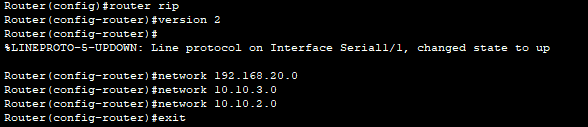 Router(config)#router rip
Router(config-router)#version 2
Router(config-router)#
%LINEPROTO-5-UPDOWN: Line protocol on Interface Serial1/1, changed state to up
Router(config-router)#network 192.168.20.0
Router(config-router)#network 10.10.3.0
Router(config-router)#network 10.10.2.0
Router(config-router)#exit